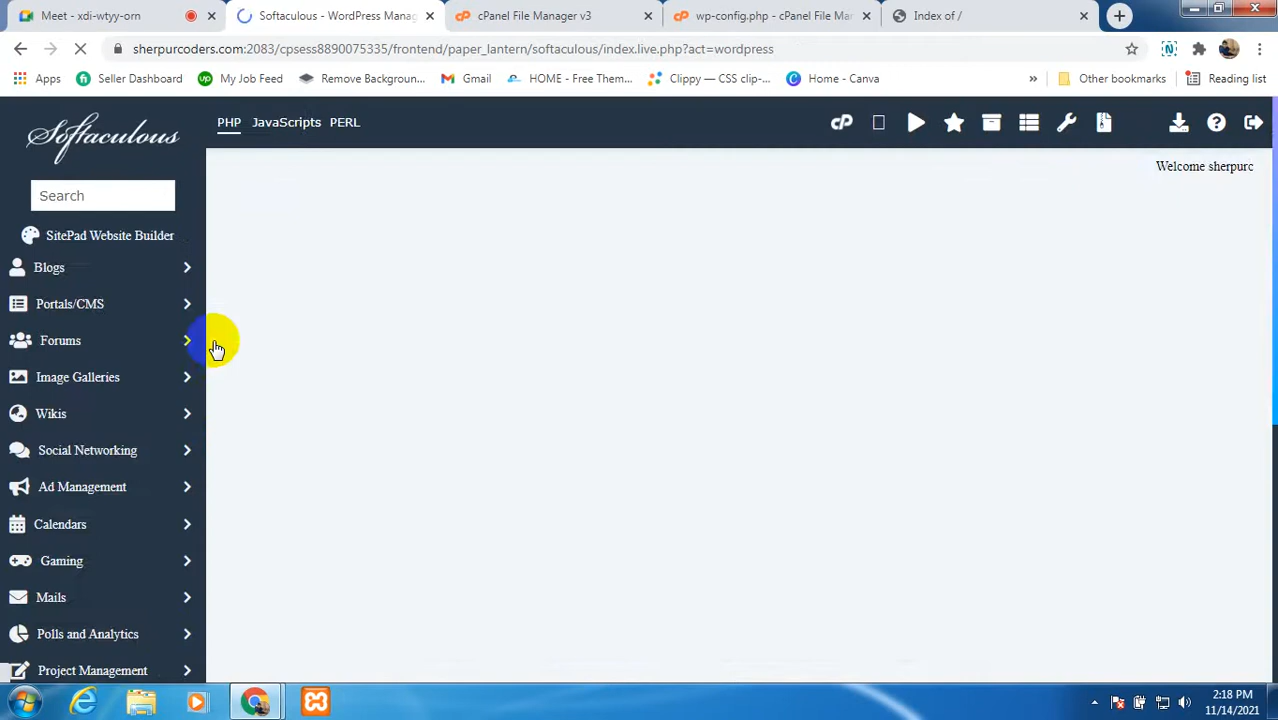 Meet - xdi-wtyy-orn
Softaculous - WordPress Manag
cPanel File Manager v3
wp-config.php - cPanel File Mar
Index of /
sherpurcoders.com:2083/cpsess8890075335/frontend/paper_lantern/softaculous/index.live.php?act=wordpress
Apps
Seller Dashboard
My Job Feed
Remove Backgroun...
Gmail
HOME - Free Them...
Clippy — CSS clip-...
Home - Canva
»
Other bookmarks
Reading list
Softaculous
PHP
JavaScripts
PERL
Welcome sherpurc
Search
SitePad Website Builder
Blogs
Portals/CMS
Forums
Image Galleries
Wikis
Social Networking
Ad Management
Calendars
Gaming
Mails
Polls and Analytics
Project Management
2:18 PM
11/14/2021